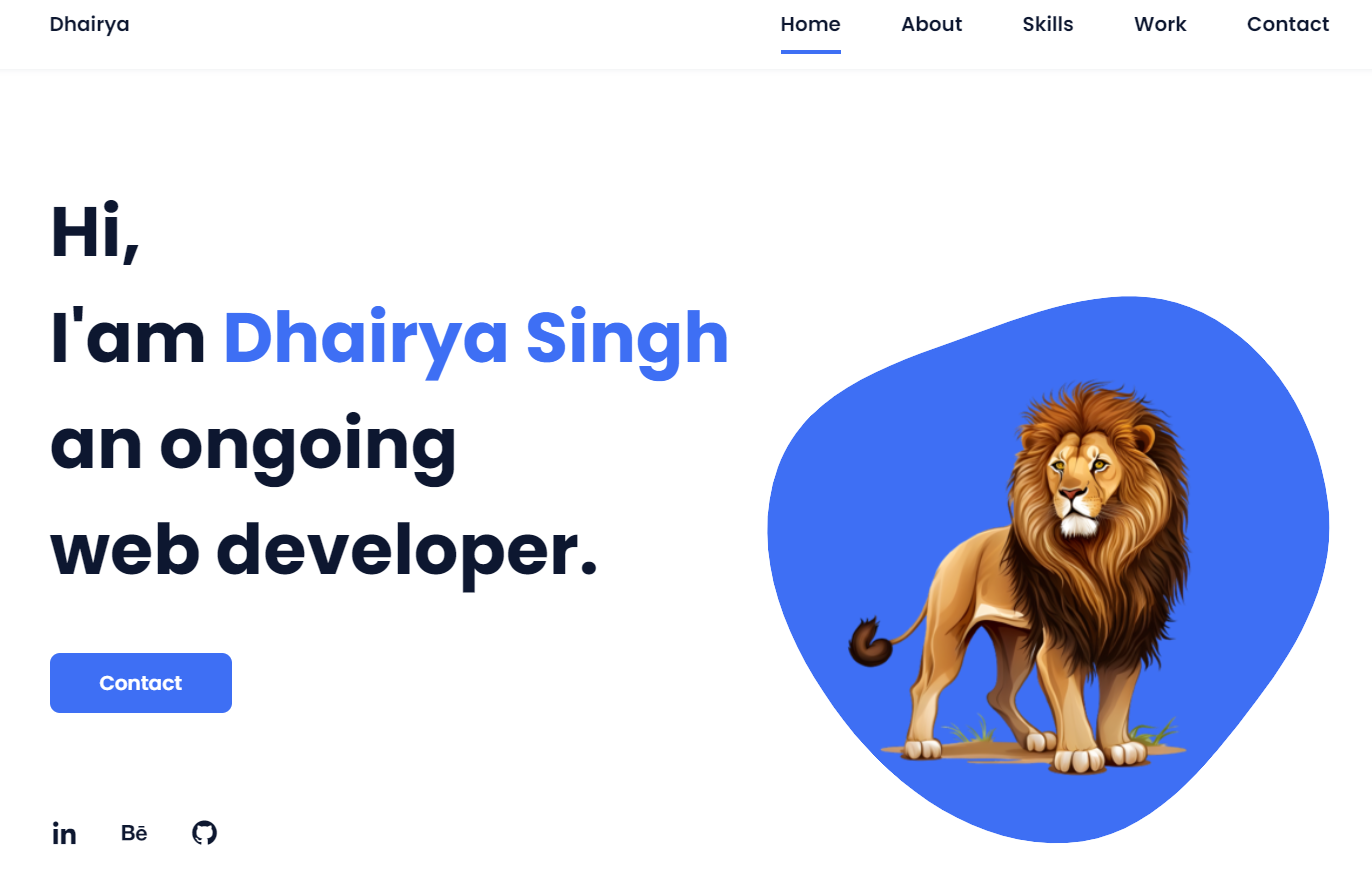 Dhairya
Home About Skills Work Contact
Hi,
I'am Dhairya Singh
an ongoing
web developer.
Contact
in Bē